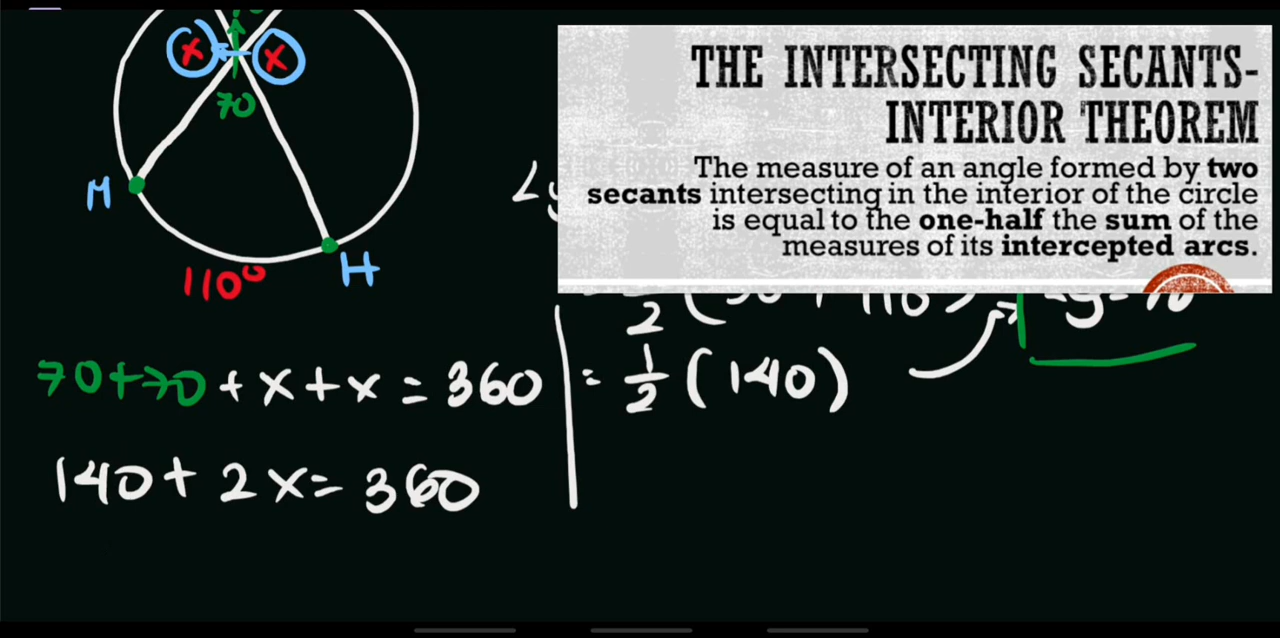 x
x
70
M
H
110°
THE INTERSECTING SECANTS-
INTERIOR THEOREM
The measure of an angle formed by two
secants intersecting in the interior of the circle
is equal to the one-half the sum of the
measures of its intercepted arcs.
∠y
70+70+x+x=360
=1/2(140)
140+2x=360